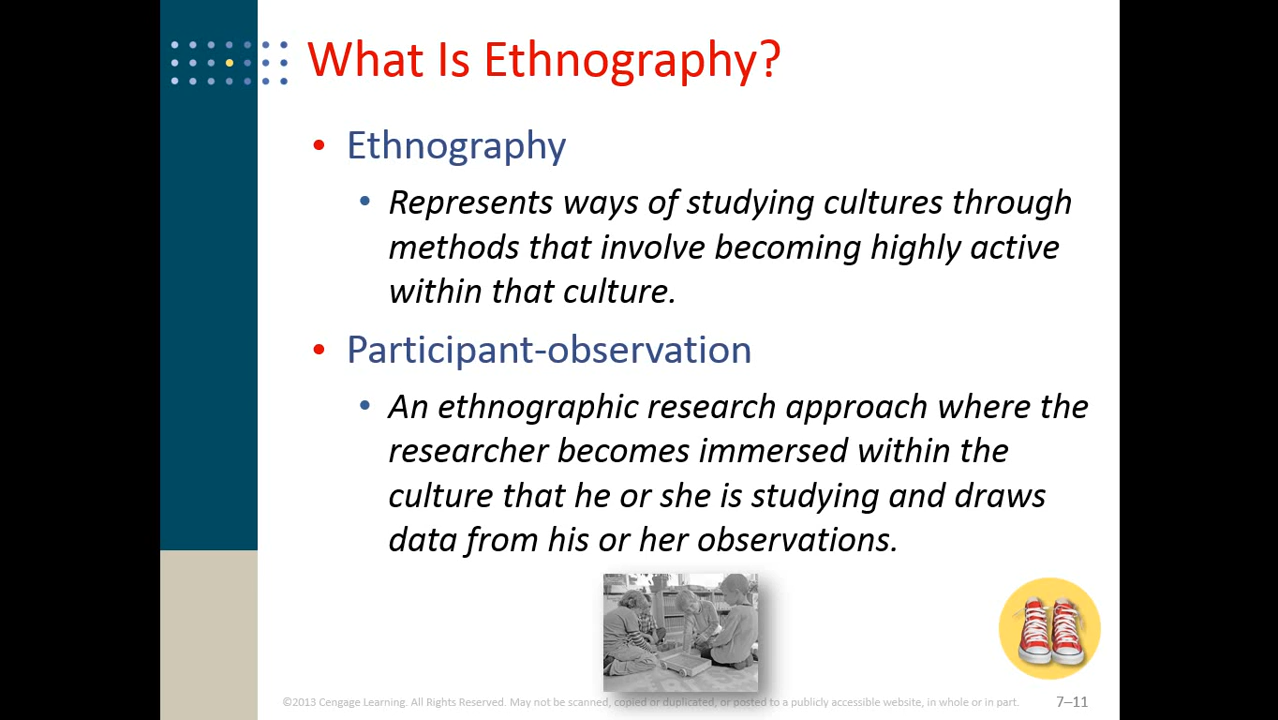 What Is Ethnography?
• Ethnography
• Represents ways of studying cultures through
methods that involve becoming highly active
within that culture.
• Participant-observation
• An ethnographic research approach where the
researcher becomes immersed within the
culture that he or she is studying and draws
data from his or her observations.
©2013 Cengage Learning. All Rights Reserved. May not be scanned, copied or duplicated, or posted to a publicly accessible website, in whole or in part.
7–11